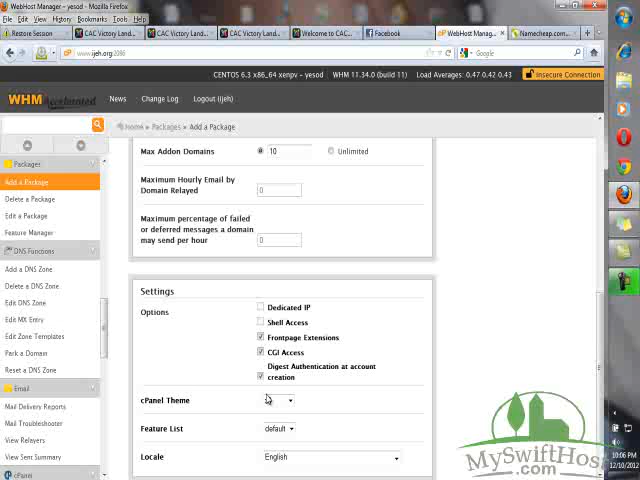 WebHost Manager - yesod - Mozilla Firefox
File Edit View History Bookmarks Tools Help
Restore Session
CAC Victory Land...
CAC Victory Land...
CAC Victory Land...
Welcome to CAC...
Facebook
WebHost Manag...
Namecheap.com...
www.ijeh.org:2086
Google
CENTOS 6.3 x86_64 xenpv - yesod WHM 11.34.0 (build 11) Load Averages: 0.47 0.42 0.43
Insecure Connection
WHM Accelerated
News Change Log Logout (ijeh)
Home » Packages » Add a Package
Packages
Add a Package
Delete a Package
Edit a Package
Feature Manager
DNS Functions
Add a DNS Zone
Delete a DNS Zone
Edit DNS Zone
Edit MX Entry
Edit Zone Templates
Park a Domain
Reset a DNS Zone
Email
Mail Delivery Reports
Mail Troubleshooter
View Relayers
View Sent Summary
cPanel
Max Addon Domains 10 Unlimited
Maximum Hourly Email by
Domain Relayed
0
Maximum percentage of failed
or deferred messages a domain
may send per hour
0
Settings
Options
Dedicated IP
Shell Access
Frontpage Extensions
CGI Access
Digest Authentication at account
creation
cPanel Theme
Feature List default
Locale English
MySwiftHost
.com
10:06 PM
12/10/2012